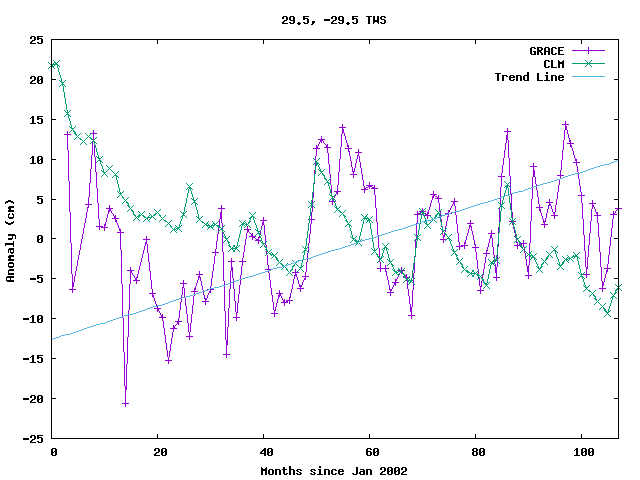 29.5, -29.5 TWS
GRACE
CLM
Trend Line
25
20
15
10
5
0
-5
-10
-15
-20
-25
Anomaly (cm)
0 20 40 60 80 100
Months since Jan 2002